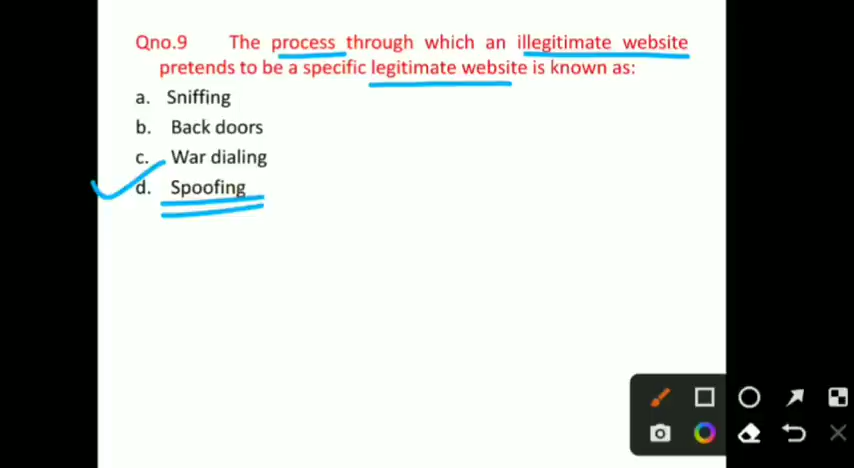 Qno.9 The process through which an illegitimate website
pretends to be a specific legitimate website is known as:
a. Sniffing
b. Back doors
c. War dialing
d. Spoofing